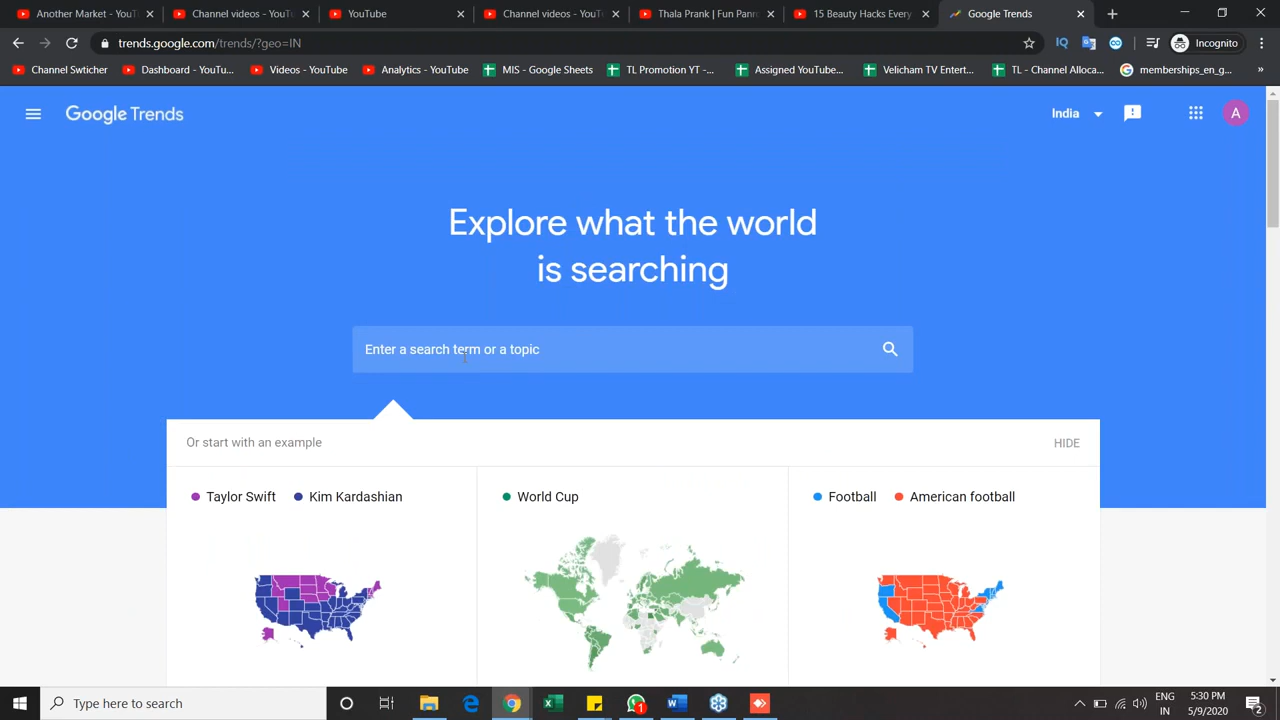 Another Market - YouT
Channel videos - YouT
YouTube
Channel videos - YouT
Thala Prank | Fun Panr
15 Beauty Hacks Every
Google Trends
trends.google.com/trends/?geo=IN
IQ
Incognito
Channel Swticher
Dashboard - YouTu...
Videos - YouTube
Analytics - YouTube
MIS - Google Sheets
TL Promotion YT -...
Assigned YouTube...
Velicham TV Entert...
TL - Channel Alloca...
memberships_en_g...
»
Google Trends
India
A
Explore what the world
is searching
Enter a search term or a topic
Or start with an example
HIDE
Taylor Swift
Kim Kardashian
World Cup
Football
American football
Type here to search
1
ENG
IN
5:30 PM
5/9/2020
2